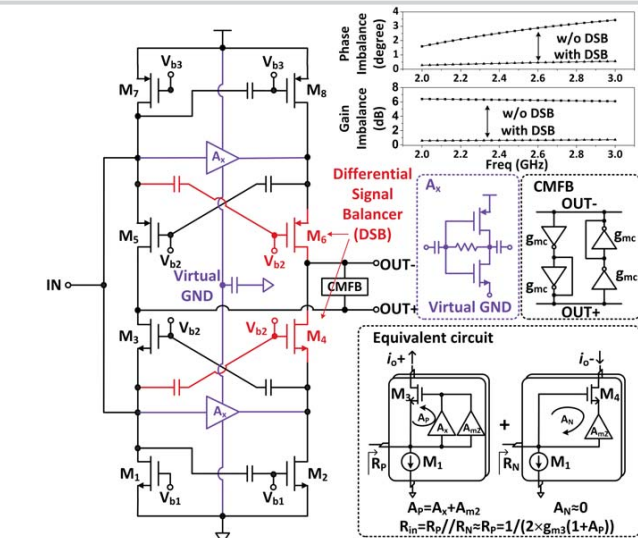 Vb3
Vb3
M7
M8
Ax
Differential
Signal
Balancer
(DSB)
M5
M6
Vb2
Vb2
Virtual
GND
IN
OUT-
CMFB
OUT+
M3
Vb2
Vb2
M4
Ax
M1
M2
Vb1
Vb1
Phase
Imbalance
(degree)
4
3
2
1
0
w/o DSB
with DSB
2.0 2.2 2.4 2.6 2.8 3.0
Gain
Imbalance
(dB)
8
6
4
2
0
w/o DSB
with DSB
2.0 2.2 2.4 2.6 2.8 3.0
Freq (GHz)
Ax
Virtual GND
CMFB
OUT-
gmc
gmc
gmc
gmc
OUT+
Equivalent circuit
io+
io-
M3
AP
Ax
Am2
RP
M1
+
M4
AN
Am2
RN
M1
AP=Ax+Am2
AN≈0
Rin=RP//RN≈RP=1/(2×gm3(1+AP))